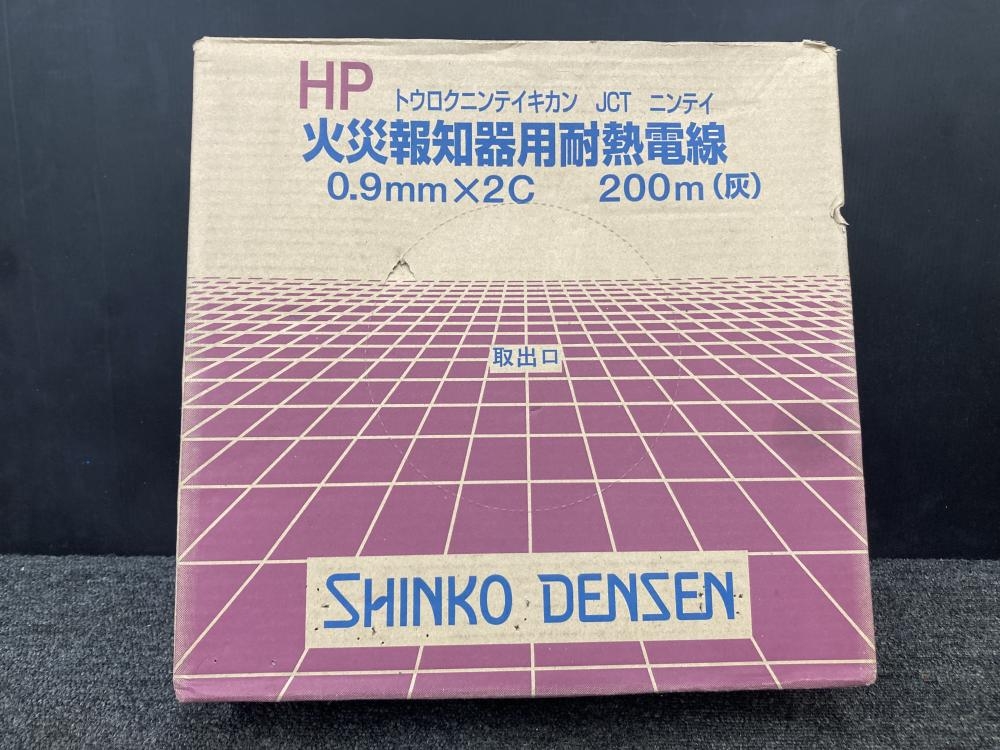 HP トウロクニンテイキカン JCT ニンテイ
火災報知器用耐熱電線
0.9mm×2C 200m(灰)
取出口
SHINKO DENSEN